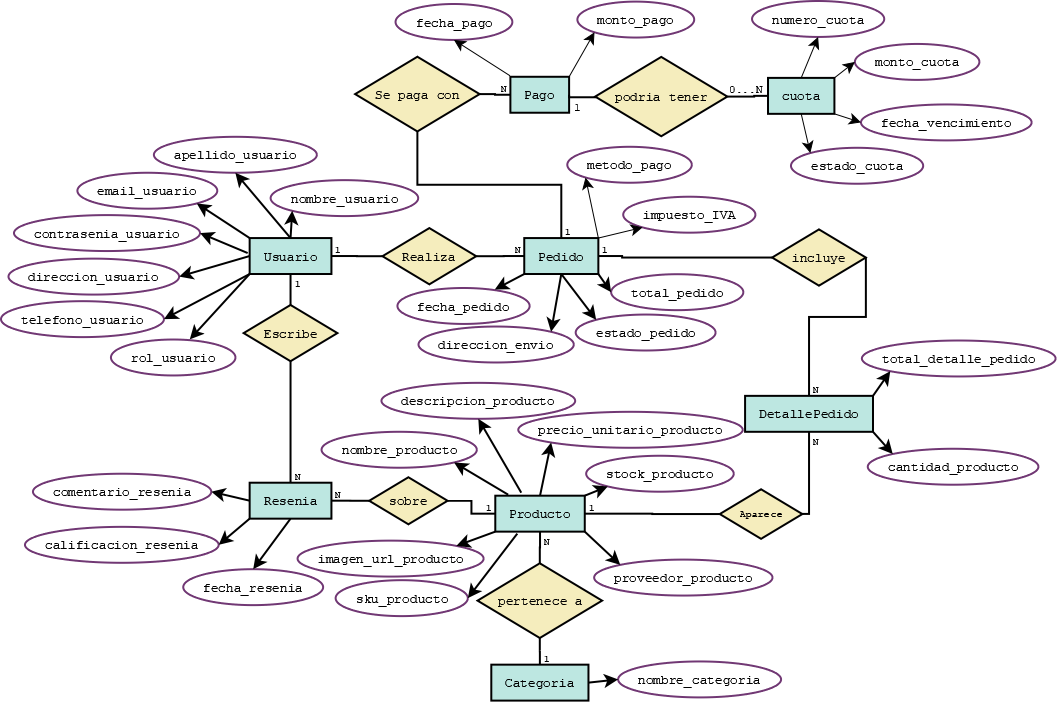 fecha_pago
monto_pago
numero_cuota
monto_cuota
Se paga con
N
Pago
1
podria tener
0...N
cuota
fecha_vencimiento
estado_cuota
apellido_usuario
metodo_pago
email_usuario
nombre_usuario
impuesto_IVA
contrasenia_usuario
1
Usuario
1
Realiza
N
Pedido
1
incluye
direccion_usuario
1
total_pedido
fecha_pedido
telefono_usuario
Escribe
estado_pedido
direccion_envio
rol_usuario
total_detalle_pedido
N
descripcion_producto
DetallePedido
precio_unitario_producto
N
nombre_producto
cantidad_producto
stock_producto
N
comentario_resenia
Resenia
N
sobre
1
Producto
1
Aparece
calificacion_resenia
N
imagen_url_producto
proveedor_producto
fecha_resenia
sku_producto
pertenece a
1
Categoria
nombre_categoria